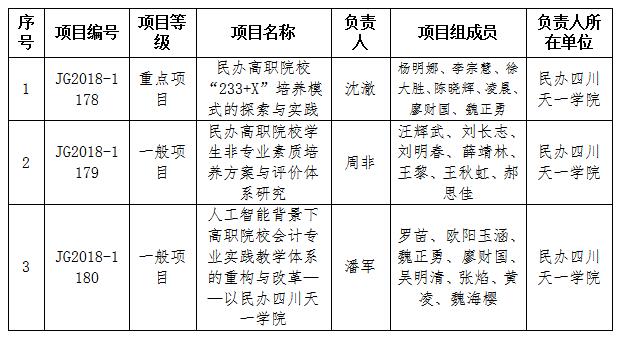 序号 项目编号 项目等级 项目名称 负责人 项目组成员 负责人所在单位
1 JG2018-1178 重点项目 民办高职院校“233+X”培养模式的探索与实践 沈澈 杨明娜、李宗慧、徐大胜、陈晓辉、凌晨、廖财国、魏正勇 民办四川天一学院
2 JG2018-1179 一般项目 民办高职院校学生非专业素质培养方案与评价体系研究 周非 汪辉武、刘长志、刘明春、薛靖林、王黎、王秋虹、郝思佳 民办四川天一学院
3 JG2018-1180 一般项目 人工智能背景下高职院校会计专业实践教学体系的重构与改革——以民办四川天一学院 潘军 罗苗、欧阳玉涵、魏正勇、廖财国、吴明清、张焰、黄凌、魏海樱 民办四川天一学院